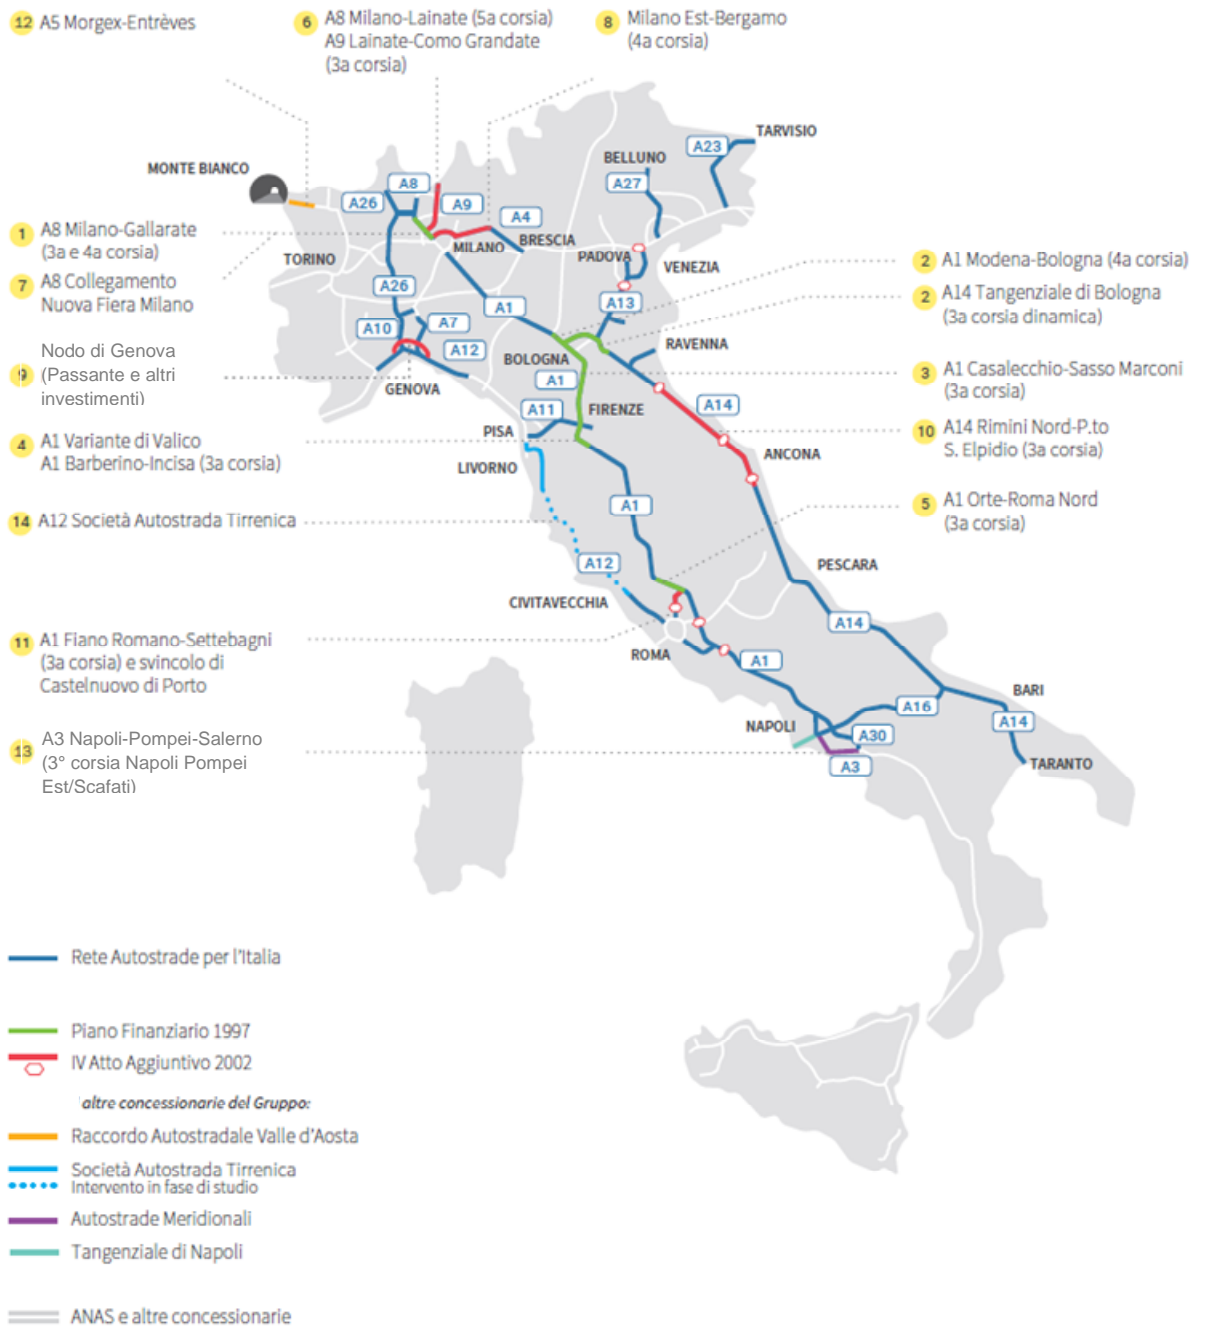 12 A5 Morgex-Entrèves
6 A8 Milano-Lainate (5a corsia)
A9 Lainate-Como Grandate
(3a corsia)
8 Milano Est-Bergamo
(4a corsia)
TARVISIO
A23
BELLUNO
A27
MONTE BIANCO
A8
A26
A9
A4
1 A8 Milano-Gallarate
(3a e 4a corsia)
MILANO
BRESCIA
TORINO
PADOVA
VENEZIA
7 A8 Collegamento
Nuova Fiera Milano
2 A1 Modena-Bologna (4a corsia)
2 A14 Tangenziale di Bologna
(3a corsia dinamica)
A26
A1
A13
A10
A7
A12
RAVENNA
BOLOGNA
9 Nodo di Genova
(Passante e altri
investimenti)
GENOVA
A1
3 A1 Casalecchio-Sasso Marconi
(3a corsia)
A11
FIRENZE
A14
PISA
10 A14 Rimini Nord-P.to
S. Elpidio (3a corsia)
4 A1 Variante di Valico
A1 Barberino-Incisa (3a corsia)
ANCONA
LIVORNO
A1
5 A1 Orte-Roma Nord
(3a corsia)
14 A12 Società Autostrada Tirrenica
A12
PESCARA
CIVITAVECCHIA
A14
11 A1 Fiano Romano-Settebagni
(3a corsia) e svincolo di
Castelnuovo di Porto
ROMA
A1
BARI
A16
A14
NAPOLI
A30
13 A3 Napoli-Pompei-Salerno
(3° corsia Napoli Pompei
Est/Scafati)
A3
TARANTO
Rete Autostrade per l'Italia
Piano Finanziario 1997
IV Atto Aggiuntivo 2002
altre concessionarie del Gruppo:
Raccordo Autostradale Valle d'Aosta
Società Autostrada Tirrenica
Intervento in fase di studio
Autostrade Meridionali
Tangenziale di Napoli
ANAS e altre concessionarie